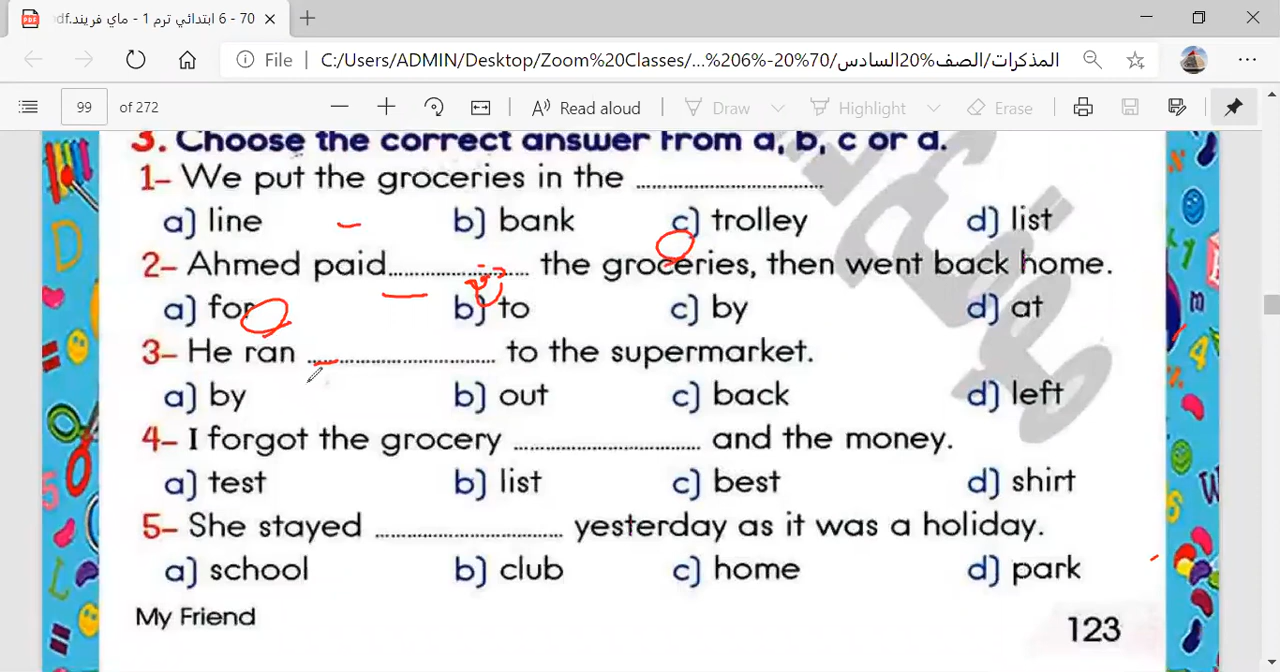 70 - 6 ابتدائي ترم 1 - ماي فريند.pdf
File C:/Users/ADMIN/Desktop/Zoom%20Classes/...%206%-20%70/المذكرات/الصف%20السادس
99 of 272 Read aloud Draw Highlight Erase
3. Choose the correct answer from a, b, c or d.
1- We put the groceries in the ..............................
a) line b) bank c) trolley d) list
2- Ahmed paid....................... the groceries, then went back home.
a) for b) to c) by d) at
3- He ran .............................. to the supermarket.
a) by b) out c) back d) left
4- I forgot the grocery .............................. and the money.
a) test b) list c) best d) shirt
5- She stayed .............................. yesterday as it was a holiday.
a) school b) club c) home d) park
My Friend
123